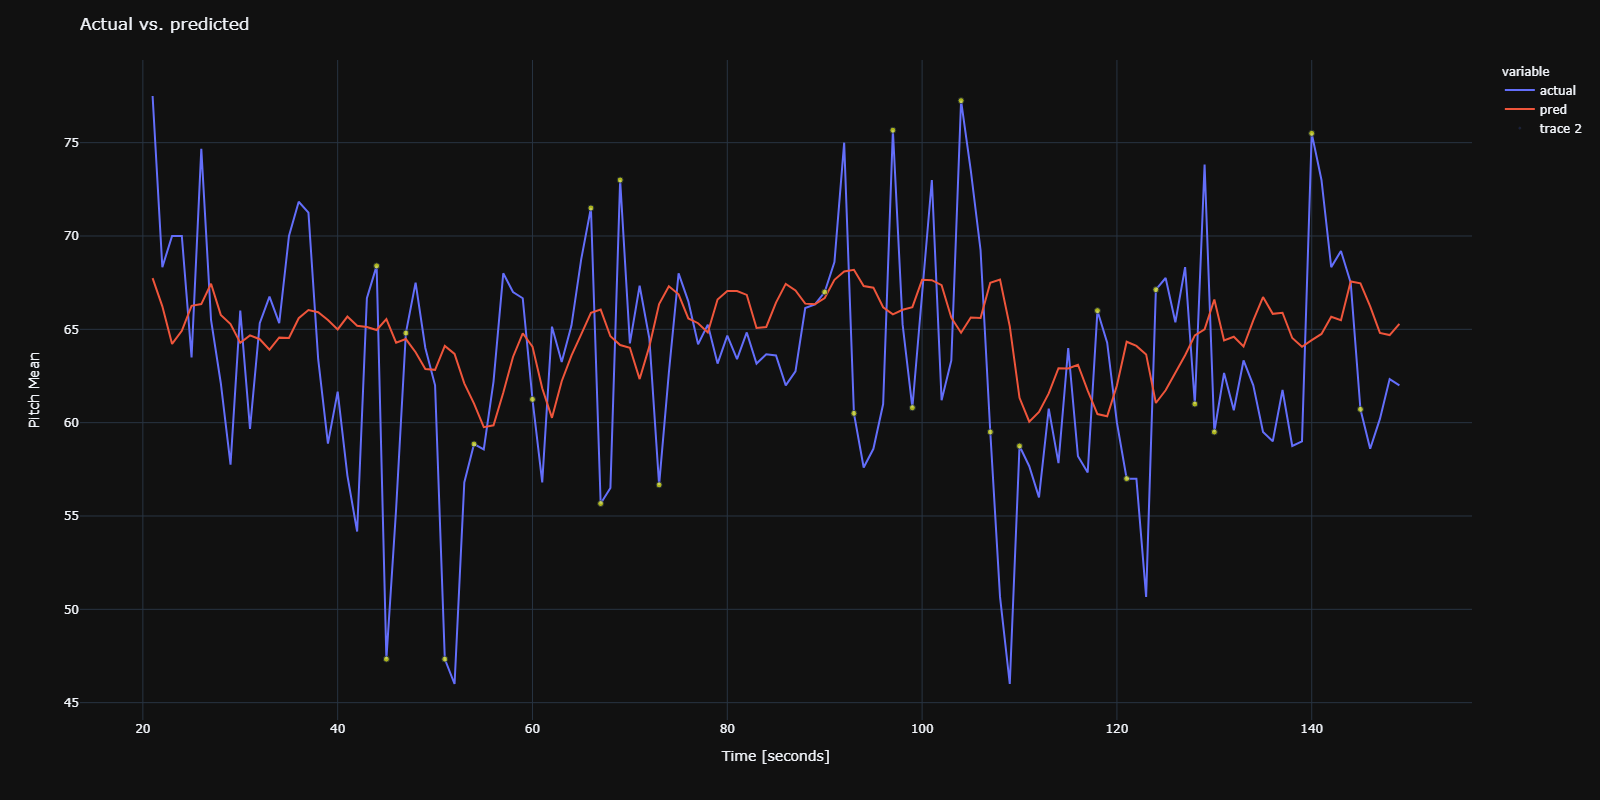 Actual vs. predicted
variable
actual
pred
trace 2
75
70
65
60
55
50
45
Pitch Mean
20
40
60
80
100
120
140
Time [seconds]